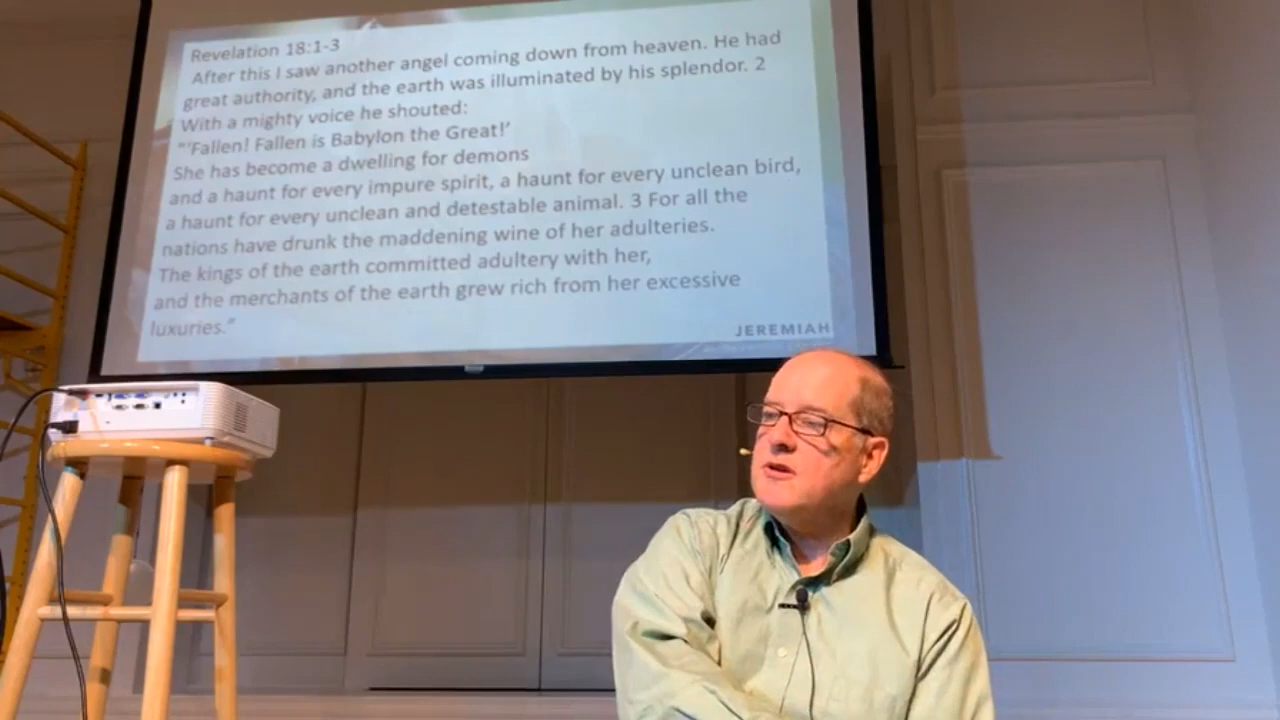 Revelation 18:1-3
After this I saw another angel coming down from heaven. He had
great authority, and the earth was illuminated by his splendor. 2
With a mighty voice he shouted:
“‘Fallen! Fallen is Babylon the Great!’
She has become a dwelling for demons
and a haunt for every impure spirit, a haunt for every unclean bird,
a haunt for every unclean and detestable animal. 3 For all the
nations have drunk the maddening wine of her adulteries.
The kings of the earth committed adultery with her,
and the merchants of the earth grew rich from her excessive
luxuries.”
JEREMIAH